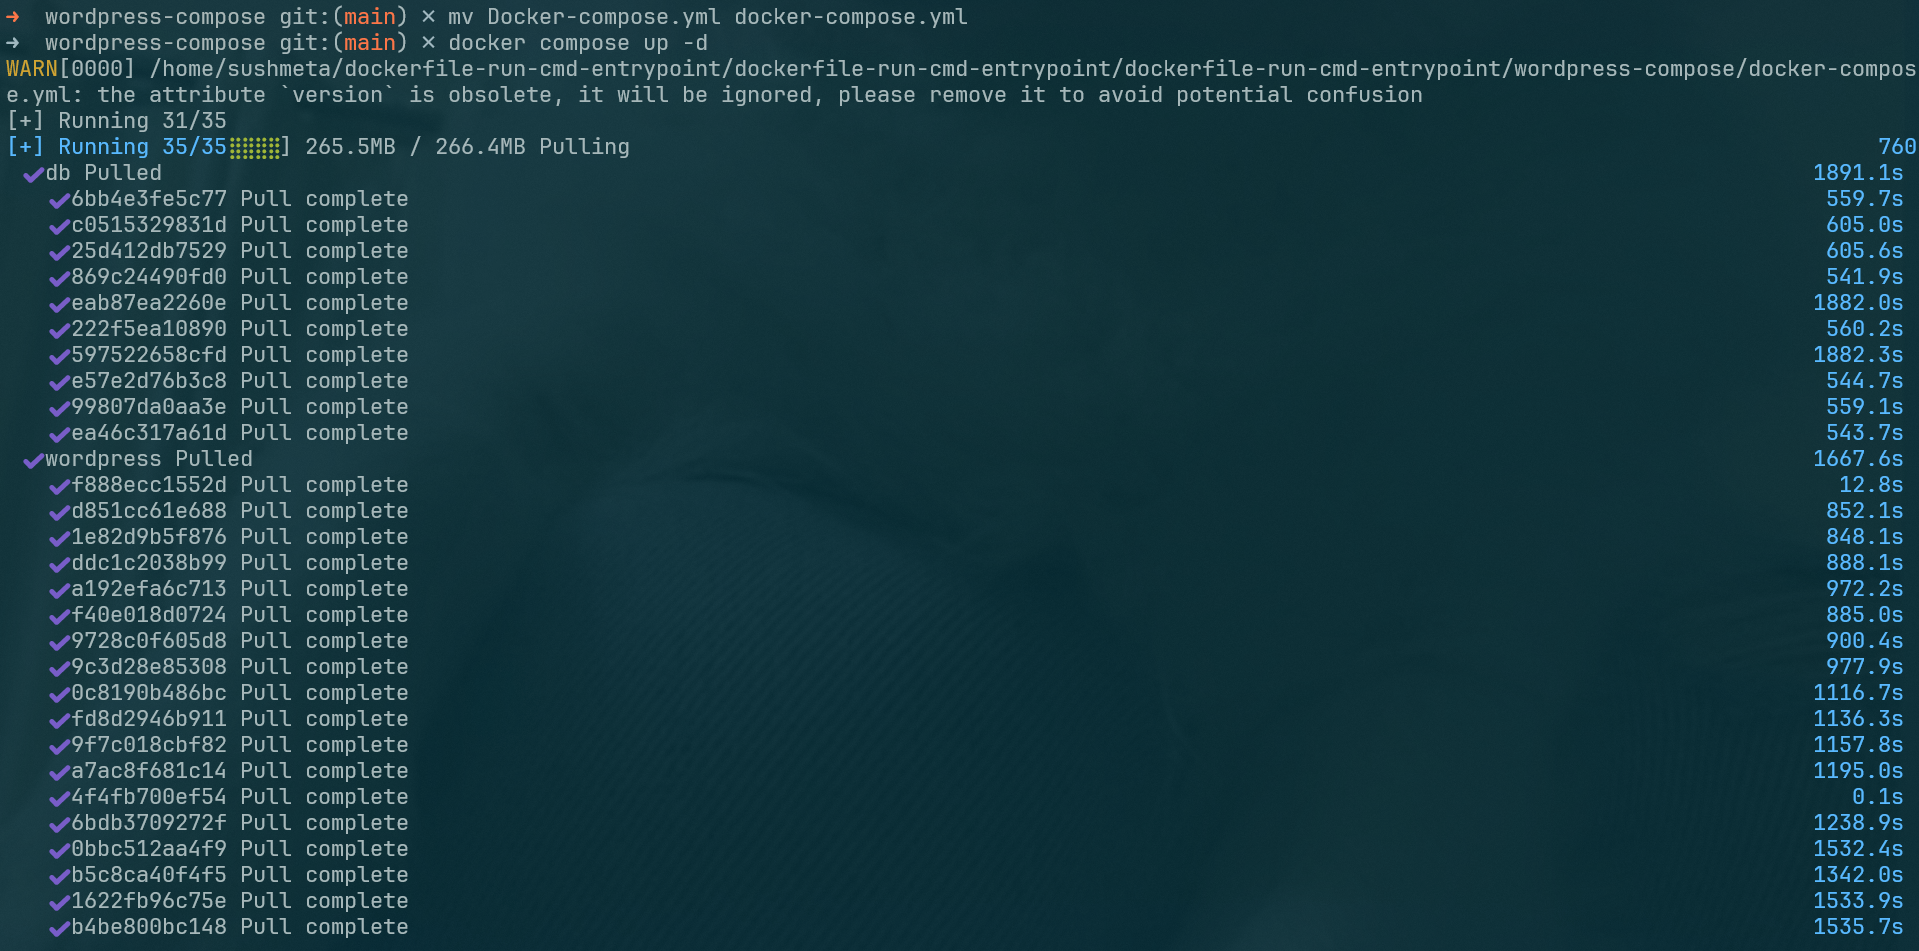 ➜  wordpress-compose git:(main) ✕ mv Docker-compose.yml docker-compose.yml
➜  wordpress-compose git:(main) ✕ docker compose up -d
WARN[0000] /home/sushmeta/dockerfile-run-cmd-entrypoint/dockerfile-run-cmd-entrypoint/dockerfile-run-cmd-entrypoint/wordpress-compose/docker-compos
e.yml: the attribute `version` is obsolete, it will be ignored, please remove it to avoid potential confusion
[+] Running 31/35
[+] Running 35/35⣿⣿⣿⣿] 265.5MB / 266.4MB Pulling 760
✔db Pulled 1891.1s
✔6bb4e3fe5c77 Pull complete 559.7s
✔c0515329831d Pull complete 605.0s
✔25d412db7529 Pull complete 605.6s
✔869c24490fd0 Pull complete 541.9s
✔eab87ea2260e Pull complete 1882.0s
✔222f5ea10890 Pull complete 560.2s
✔597522658cfd Pull complete 1882.3s
✔e57e2d76b3c8 Pull complete 544.7s
✔99807da0aa3e Pull complete 559.1s
✔ea46c317a61d Pull complete 543.7s
✔wordpress Pulled 1667.6s
✔f888ecc1552d Pull complete 12.8s
✔d851cc61e688 Pull complete 852.1s
✔1e82d9b5f876 Pull complete 848.1s
✔ddc1c2038b99 Pull complete 888.1s
✔a192efa6c713 Pull complete 972.2s
✔f40e018d0724 Pull complete 885.0s
✔9728c0f605d8 Pull complete 900.4s
✔9c3d28e85308 Pull complete 977.9s
✔0c8190b486bc Pull complete 1116.7s
✔fd8d2946b911 Pull complete 1136.3s
✔9f7c018cbf82 Pull complete 1157.8s
✔a7ac8f681c14 Pull complete 1195.0s
✔4f4fb700ef54 Pull complete 0.1s
✔6bdb3709272f Pull complete 1238.9s
✔0bbc512aa4f9 Pull complete 1532.4s
✔b5c8ca40f4f5 Pull complete 1342.0s
✔1622fb96c75e Pull complete 1533.9s
✔b4be800bc148 Pull complete 1535.7s